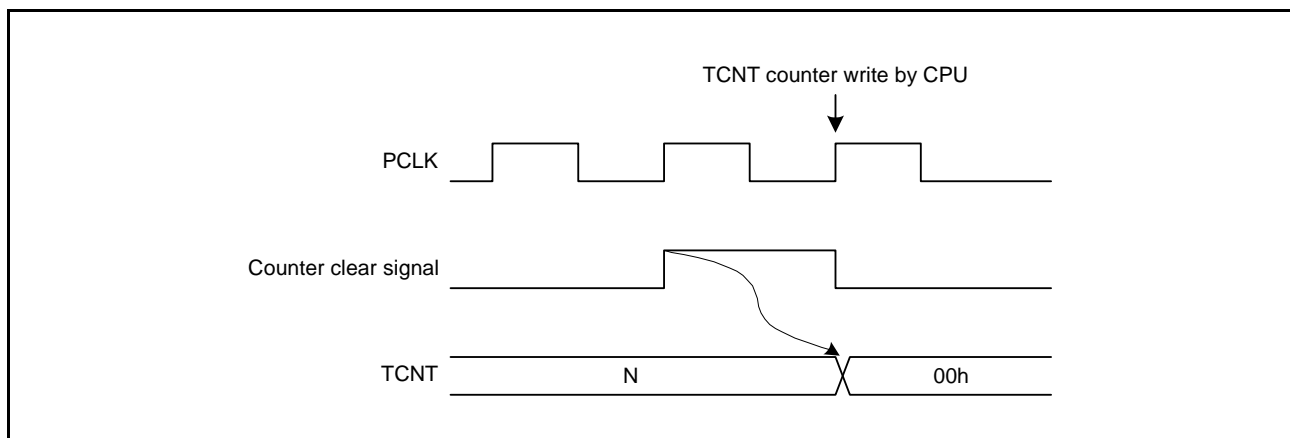 TCNT counter write by CPU
PCLK
Counter clear signal
TCNT N 00h